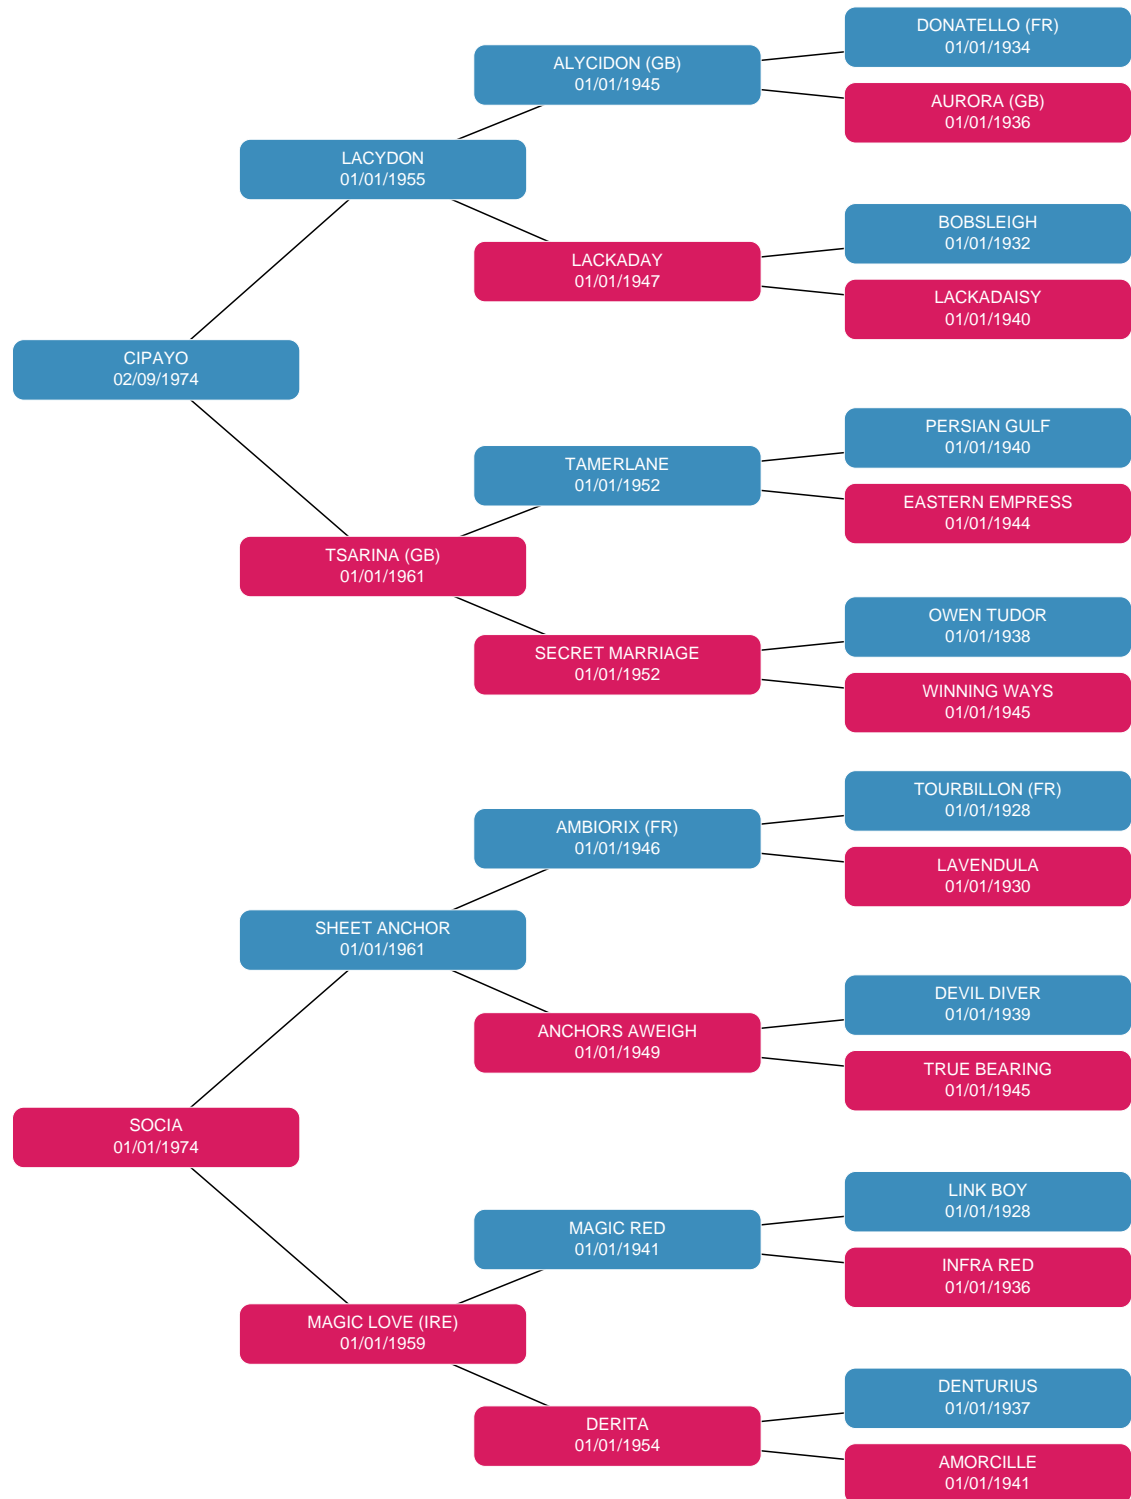 DONATELLO (FR)
01/01/1934
ALYCIDON (GB)
01/01/1945
AURORA (GB)
01/01/1936
LACYDON
01/01/1955
BOBSLEIGH
01/01/1932
LACKADAY
01/01/1947
LACKADAISY
01/01/1940
CIPAYO
02/09/1974
PERSIAN GULF
01/01/1940
TAMERLANE
01/01/1952
EASTERN EMPRESS
01/01/1944
TSARINA (GB)
01/01/1961
OWEN TUDOR
01/01/1938
SECRET MARRIAGE
01/01/1952
WINNING WAYS
01/01/1945
TOURBILLON (FR)
01/01/1928
AMBIORIX (FR)
01/01/1946
LAVENDULA
01/01/1930
SHEET ANCHOR
01/01/1961
DEVIL DIVER
01/01/1939
ANCHORS AWEIGH
01/01/1949
TRUE BEARING
01/01/1945
SOCIA
01/01/1974
LINK BOY
01/01/1928
MAGIC RED
01/01/1941
INFRA RED
01/01/1936
MAGIC LOVE (IRE)
01/01/1959
DENTURIUS
01/01/1937
DERITA
01/01/1954
AMORCILLE
01/01/1941